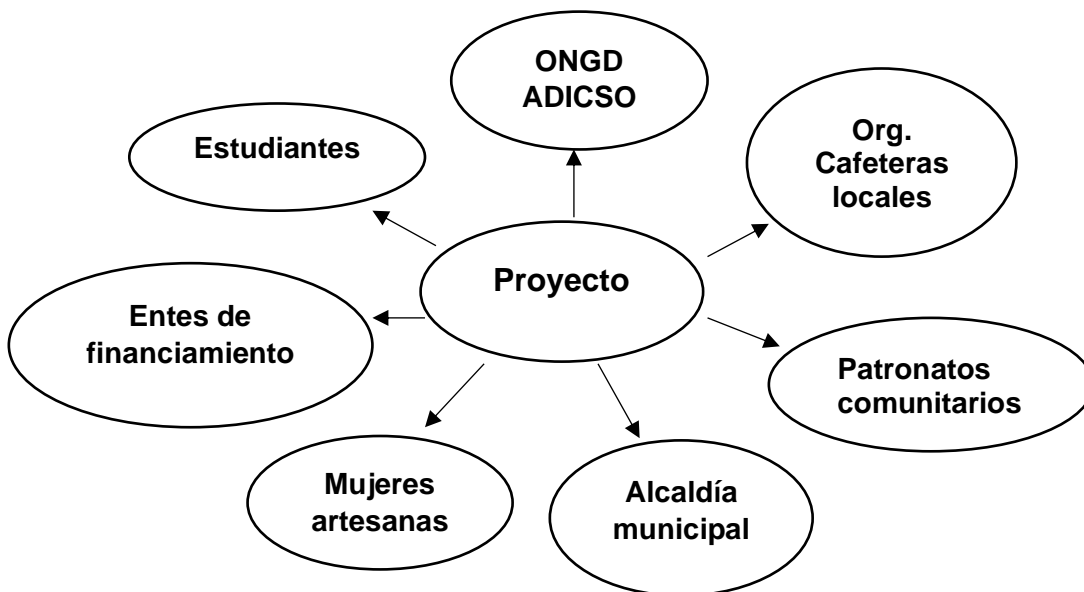 ONGD
ADICSO
Estudiantes
Org.
Cafeteras
locales
Proyecto
Entes de
financiamiento
Patronatos
comunitarios
Mujeres
artesanas
Alcaldía
municipal